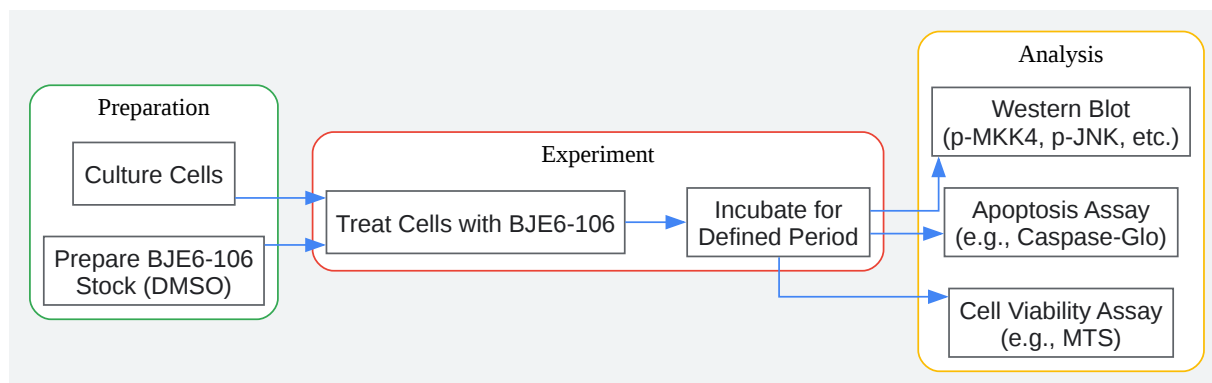 Preparation
Culture Cells
Prepare BJE6-106
Stock (DMSO)
Experiment
Treat Cells with BJE6-106
Incubate for
Defined Period
Analysis
Western Blot
(p-MKK4, p-JNK, etc.)
Apoptosis Assay
(e.g., Caspase-Glo)
Cell Viability Assay
(e.g., MTS)